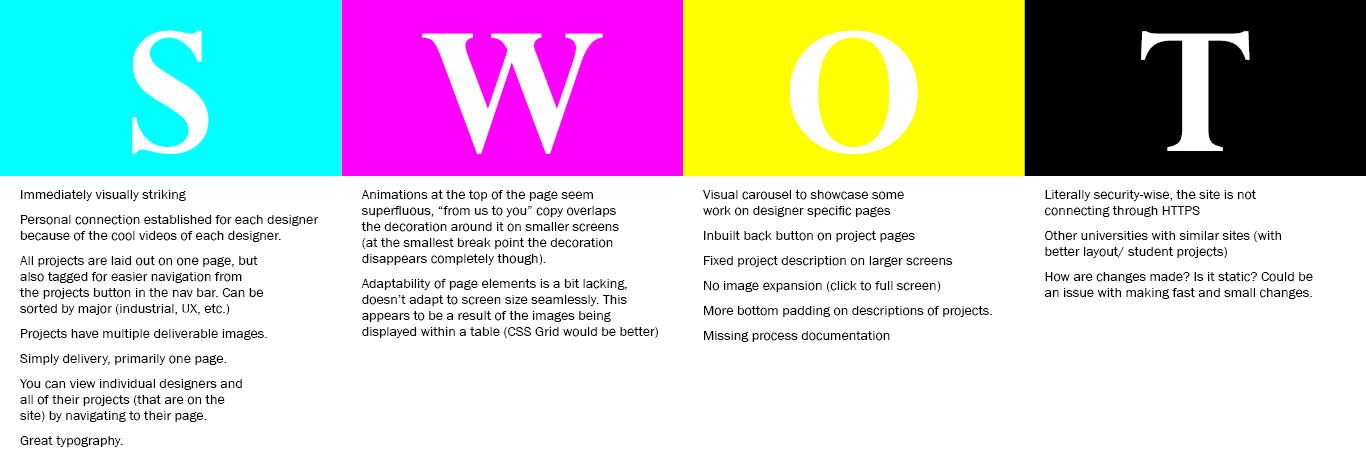 S
Immediately visually striking
Personal connection established for each designer
because of the cool videos of each designer.
All projects are laid out on one page, but
also tagged for easier navigation from
the projects button in the nav bar. Can be
sorted by major (industrial, UX, etc.)
Projects have multiple deliverable images.
Simply delivery, primarily one page.
You can view individual designers and
all of their projects (that are on the
site) by navigating to their page.
Great typography.
W
Animations at the top of the page seem
superfluous, “from us to you” copy overlaps
the decoration around it on smaller screens
(at the smallest break point the decoration
disappears completely though).
Adaptability of page elements is a bit lacking,
doesn’t adapt to screen size seamlessly. This
appears to be a result of the images being
displayed within a table (CSS Grid would be better)
O
Visual carousel to showcase some
work on designer specific pages
Inbuilt back button on project pages
Fixed project description on larger screens
No image expansion (click to full screen)
More bottom padding on descriptions of projects.
Missing process documentation
T
Literally security-wise, the site is not
connecting through HTTPS
Other universities with similar sites (with
better layout/ student projects)
How are changes made? Is it static? Could be
an issue with making fast and small changes.